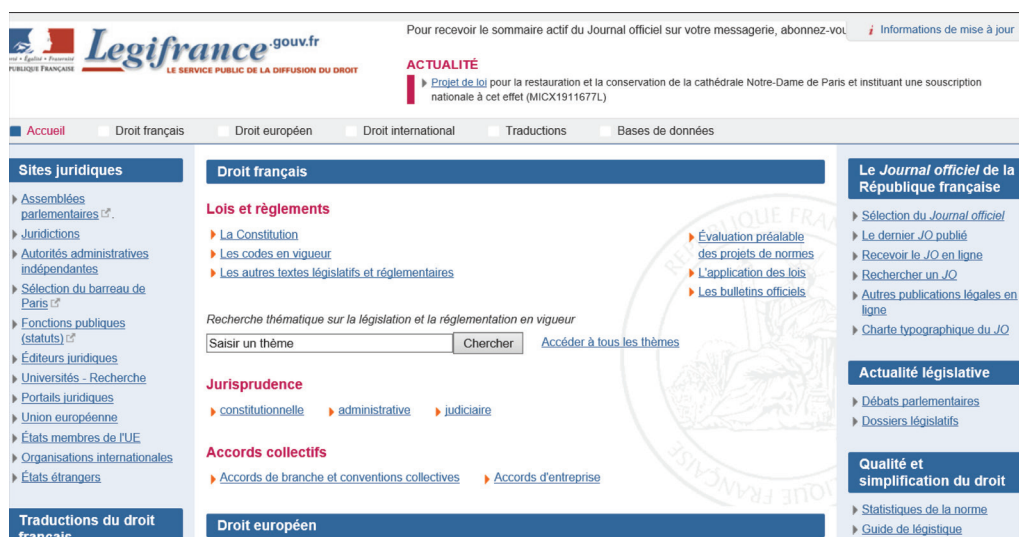 Pour recevoir le sommaire actif du Journal officiel sur votre messagerie, abonnez-vou
i Informations de mise à jour
Legifrance.gouv.fr
LE SERVICE PUBLIC DE LA DIFFUSION DU DROIT
ACTUALITÉ
Projet de loi pour la restauration et la conservation de la cathédrale Notre-Dame de Paris et instituant une souscription
nationale à cet effet (MICX1911677L)
Accueil Droit français Droit européen Droit international Traductions Bases de données
Sites juridiques
Assemblées
parlementaires .
Juridictions
Autorités administratives
indépendantes
Sélection du barreau de
Paris
Fonctions publiques
(statuts)
Éditeurs juridiques
Universités - Recherche
Portails juridiques
Union européenne
États membres de l'UE
Organisations internationales
États étrangers
Traductions du droit
français
Droit français
Lois et règlements
La Constitution
Les codes en vigueur
Les autres textes législatifs et réglementaires
Évaluation préalable
des projets de normes
L'application des lois
Les bulletins officiels
Recherche thématique sur la législation et la réglementation en vigueur
Saisir un thème Chercher Accéder à tous les thèmes
Jurisprudence
constitutionnelle administrative judiciaire
Accords collectifs
Accords de branche et conventions collectives Accords d'entreprise
Droit européen
Le Journal officiel de la
République française
Sélection du Journal officiel
Le dernier JO publié
Recevoir le JO en ligne
Rechercher un JO
Autres publications légales en
ligne
Charte typographique du JO
Actualité législative
Débats parlementaires
Dossiers législatifs
Qualité et
simplification du droit
Statistiques de la norme
Guide de légistique